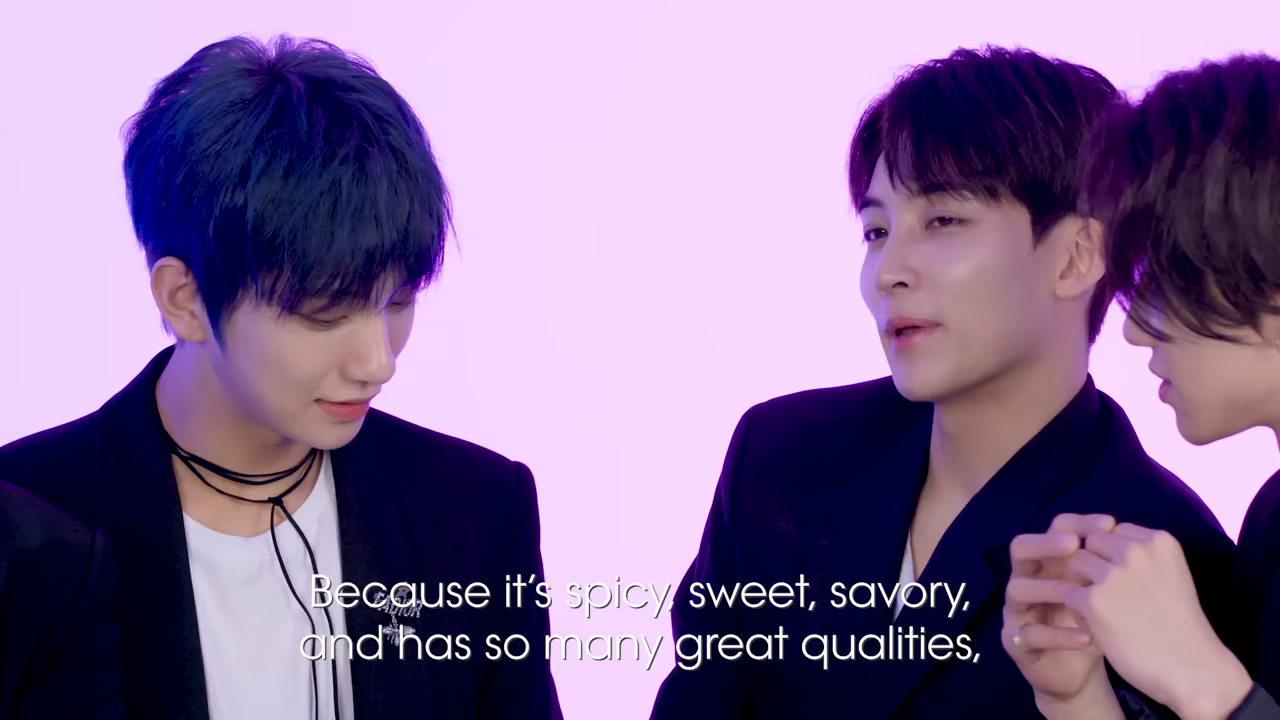 Because it's spicy, sweet, savory,
and has so many great qualities,